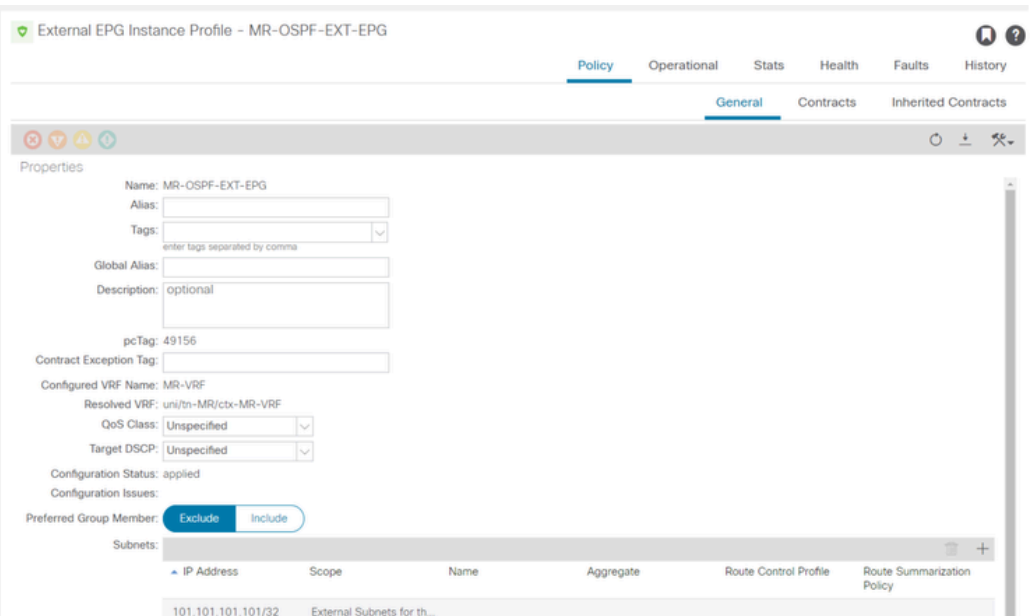 External EPG Instance Profile - MR-OSPF-EXT-EPG
Policy Operational Stats Health Faults History
General Contracts Inherited Contracts
Properties
Name: MR-OSPF-EXT-EPG
Alias:
Tags:
enter tags separated by comma
Global Alias:
Description: optional
pcTag: 49156
Contract Exception Tag:
Configured VRF Name: MR-VRF
Resolved VRF: uni/tn-MR/ctx-MR-VRF
QoS Class: Unspecified
Target DSCP: Unspecified
Configuration Status: applied
Configuration Issues:
Preferred Group Member: Exclude Include
Subnets:
IP Address Scope Name Aggregate Route Control Profile Route Summarization
Policy
101.101.101.101/32 External Subnets for th...